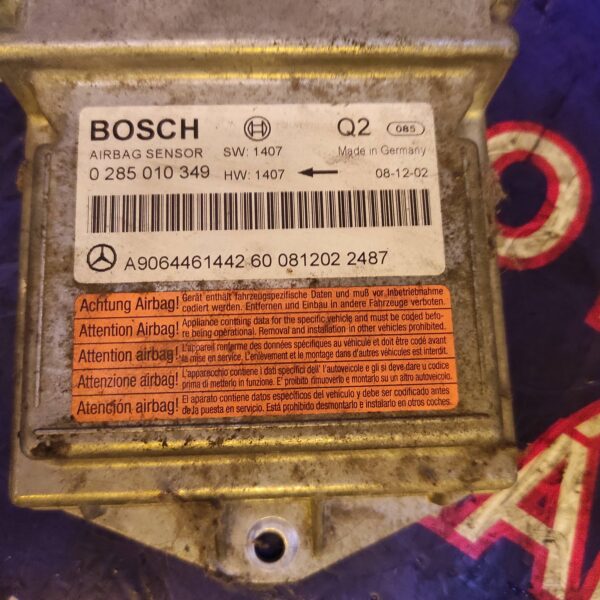 BOSCH Q2 085
AIRBAG SENSOR SW: 1407 Made in Germany
0 285 010 349 HW: 1407 08-12-02
A9064461442 60 081202 2487
Achtung Airbag! Gerät enthält fahrzeugspezifische Daten und muß vor Inbetriebnahme
codiert werden. Entfernen und Einbau in andere Fahrzeuge verboten.
Attention Airbag! Appliance contains data for the specific vehicle and must be coded befo-
re being operational. Removal and installation in other vehicles prohibited.
Attention airbag! L'appareil renferme des données spécifiques au véhicule et doit être codé avant
la mise en service. L'enlèvement et le montage dans d'autres véhicules est interdit.
Attenzione airbag! L'apparecchio contiene i dati specifici dell' autoveicolo e gli si deve dare u codice
prima di metterlo in funzione. E' proibito rimuoverlo e montarlo su un altro autoveicolo.
Atención airbag! El aparato contiene datos específicos del vehículo y debe ser codificado antes
de la puesta en servicio. Está prohibido desmontarlo e instalarlo en otros coches.